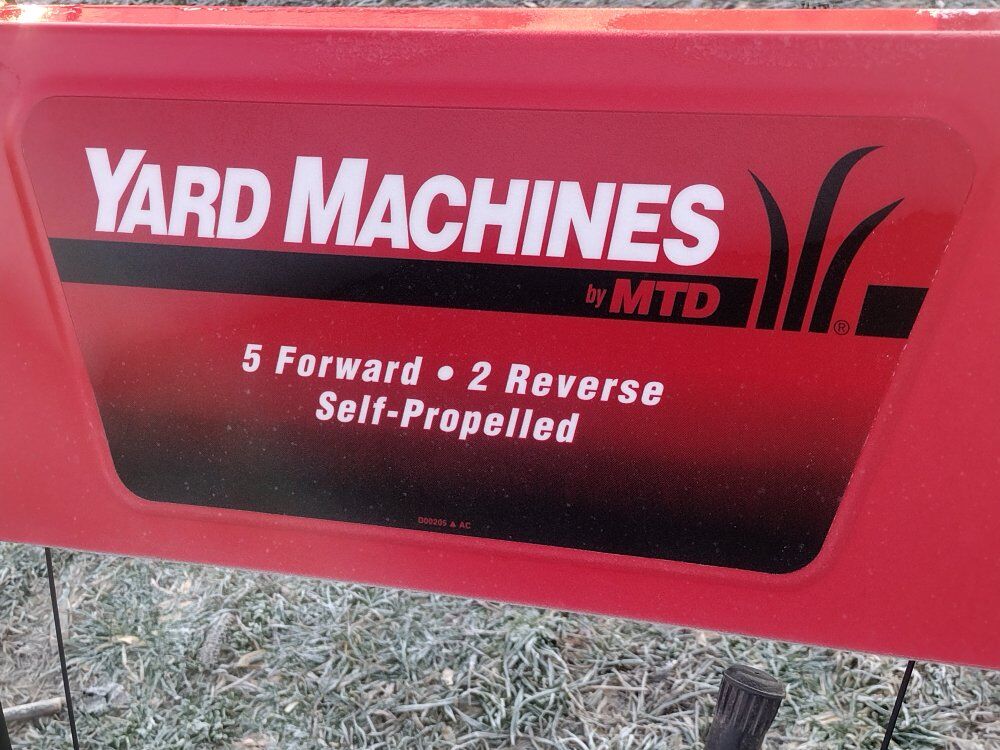 YARD MACHINES
by MTD
®
5 Forward • 2 Reverse
Self-Propelled